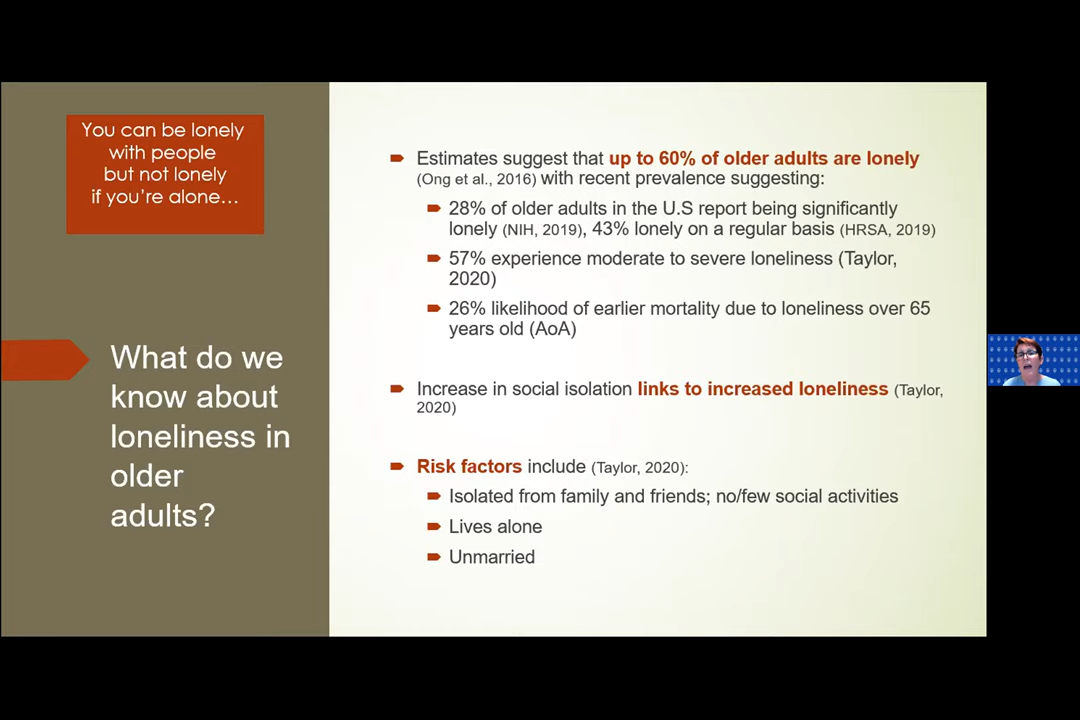 You can be lonely
with people
but not lonely
if you're alone…
What do we
know about
loneliness in
older
adults?
Estimates suggest that up to 60% of older adults are lonely
(Ong et al., 2016) with recent prevalence suggesting:
28% of older adults in the U.S report being significantly
lonely (NIH, 2019), 43% lonely on a regular basis (HRSA, 2019)
57% experience moderate to severe loneliness (Taylor,
2020)
26% likelihood of earlier mortality due to loneliness over 65
years old (AoA)
Increase in social isolation links to increased loneliness (Taylor,
2020)
Risk factors include (Taylor, 2020):
Isolated from family and friends; no/few social activities
Lives alone
Unmarried